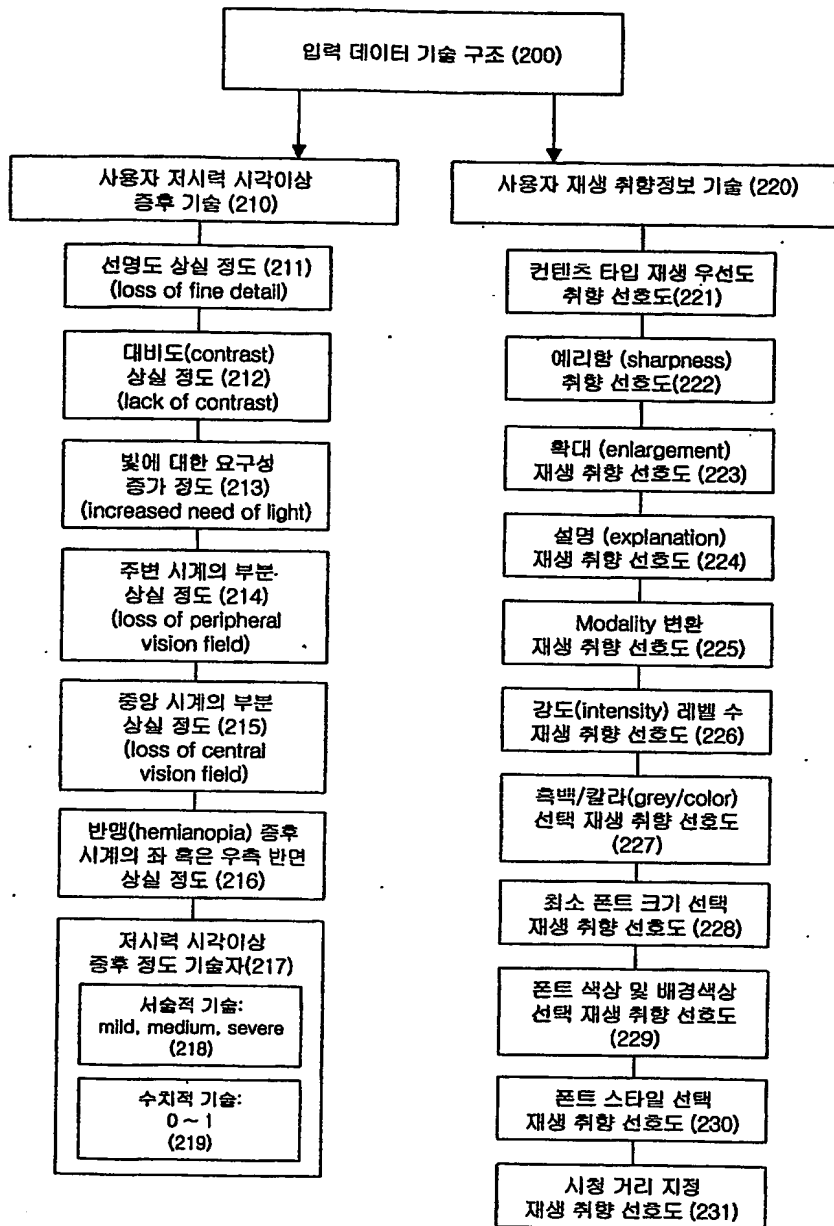 입력 데이터 기술 구조 (200)
사용자 저시력 시각이상
증후 기술 (210)
선명도 상실 정도 (211)
(loss of fine detail)
대비도(contrast)
상실 정도 (212)
(lack of contrast)
빛에 대한 요구성
증가 정도 (213)
(increased need of light)
주변 시계의 부분
상실 정도 (214)
(loss of peripheral
vision field)
중앙 시계의 부분
상실 정도 (215)
(loss of central
vision field)
반맹(hemianopia) 증후
시계의 좌 혹은 우측 반면
상실 정도 (216)
저시력 시각이상
증후 정도 기술자(217)
서술적 기술:
mild, medium, severe
(218)
수치적 기술:
0 ~ 1
(219)
사용자 재생 취향정보 기술 (220)
컨텐츠 타입 재생 우선도
취향 선호도(221)
예리함 (sharpness)
취향 선호도(222)
확대 (enlargement)
재생 취향 선호도 (223)
설명 (explanation)
재생 취향 선호도 (224)
Modality 변환
재생 취향 선호도 (225)
강도(intensity) 레벨 수
재생 취향 선호도 (226)
흑백/칼라(grey/color)
선택 재생 취향 선호도
(227)
최소 폰트 크기 선택
재생 취향 선호도 (228)
폰트 색상 및 배경색상
선택 재생 취향 선호도
(229)
폰트 스타일 선택
재생 취향 선호도 (230)
시청 거리 지정
재생 취향 선호도 (231)